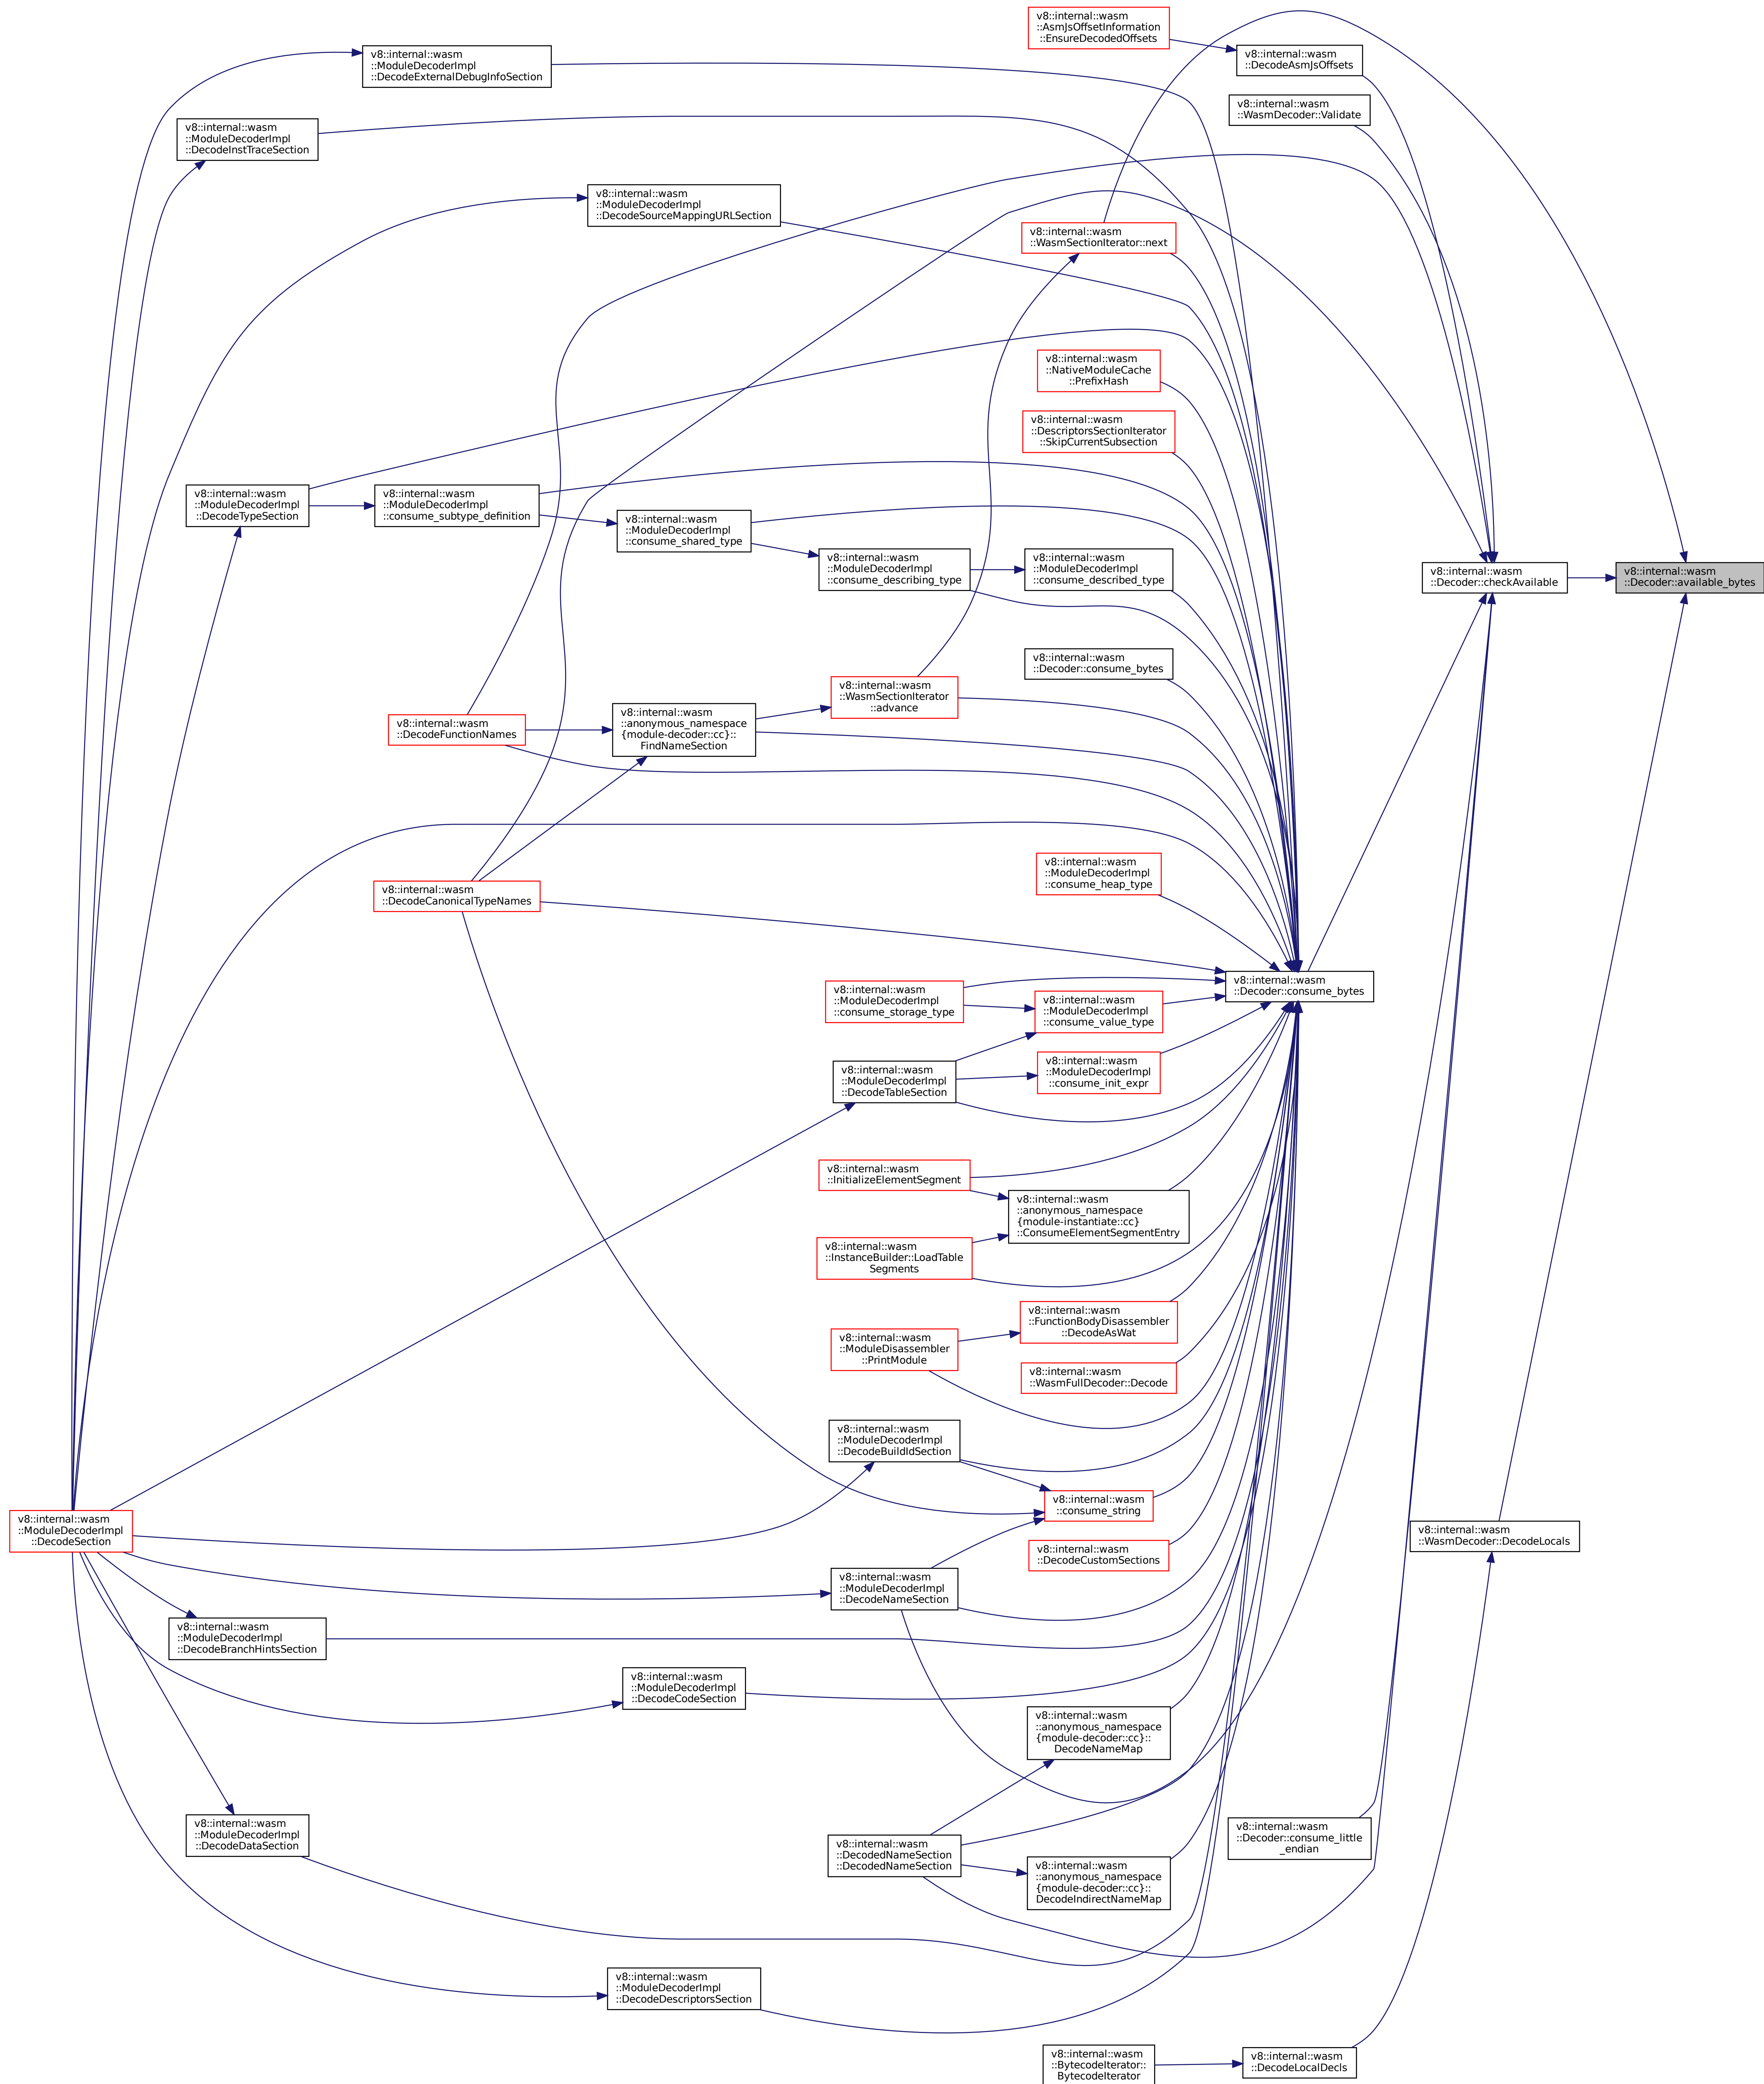 v8::internal::wasm
::AsmJsOffsetInformation
::EnsureDecodedOffsets
v8::internal::wasm
::DecodeAsmJsOffsets
v8::internal::wasm
::ModuleDecoderImpl
::DecodeExternalDebugInfoSection
v8::internal::wasm
::WasmDecoder::Validate
v8::internal::wasm
::ModuleDecoderImpl
::DecodeInstTraceSection
v8::internal::wasm
::ModuleDecoderImpl
::DecodeSourceMappingURLSection
v8::internal::wasm
::WasmSectionIterator::next
v8::internal::wasm
::NativeModuleCache
::PrefixHash
v8::internal::wasm
::DescriptorsSectionIterator
::SkipCurrentSubsection
v8::internal::wasm
::ModuleDecoderImpl
::DecodeTypeSection
v8::internal::wasm
::ModuleDecoderImpl
::consume_subtype_definition
v8::internal::wasm
::ModuleDecoderImpl
::consume_shared_type
v8::internal::wasm
::ModuleDecoderImpl
::consume_describing_type
v8::internal::wasm
::ModuleDecoderImpl
::consume_described_type
v8::internal::wasm
::Decoder::checkAvailable
v8::internal::wasm
::Decoder::available_bytes
v8::internal::wasm
::Decoder::consume_bytes
v8::internal::wasm
::WasmSectionIterator
::advance
v8::internal::wasm
::anonymous_namespace
{module-decoder::cc}::
FindNameSection
v8::internal::wasm
::DecodeFunctionNames
v8::internal::wasm
::ModuleDecoderImpl
::consume_heap_type
v8::internal::wasm
::DecodeCanonicalTypeNames
v8::internal::wasm
::Decoder::consume_bytes
v8::internal::wasm
::ModuleDecoderImpl
::consume_storage_type
v8::internal::wasm
::ModuleDecoderImpl
::consume_value_type
v8::internal::wasm
::ModuleDecoderImpl
::DecodeTableSection
v8::internal::wasm
::ModuleDecoderImpl
::consume_init_expr
v8::internal::wasm
::InitializeElementSegment
v8::internal::wasm
::anonymous_namespace
{module-instantiate::cc}
::ConsumeElementSegmentEntry
v8::internal::wasm
::InstanceBuilder::LoadTable
Segments
v8::internal::wasm
::FunctionBodyDisassembler
::DecodeAsWat
v8::internal::wasm
::ModuleDisassembler
::PrintModule
v8::internal::wasm
::WasmFullDecoder::Decode
v8::internal::wasm
::ModuleDecoderImpl
::DecodeBuildIdSection
v8::internal::wasm
::consume_string
v8::internal::wasm
::ModuleDecoderImpl
::DecodeSection
v8::internal::wasm
::WasmDecoder::DecodeLocals
v8::internal::wasm
::DecodeCustomSections
v8::internal::wasm
::ModuleDecoderImpl
::DecodeNameSection
v8::internal::wasm
::ModuleDecoderImpl
::DecodeBranchHintsSection
v8::internal::wasm
::ModuleDecoderImpl
::DecodeCodeSection
v8::internal::wasm
::anonymous_namespace
{module-decoder::cc}::
DecodeNameMap
v8::internal::wasm
::ModuleDecoderImpl
::DecodeDataSection
v8::internal::wasm
::Decoder::consume_little
_endian
v8::internal::wasm
::DecodedNameSection
::DecodedNameSection
v8::internal::wasm
::anonymous_namespace
{module-decoder::cc}::
DecodeIndirectNameMap
v8::internal::wasm
::ModuleDecoderImpl
::DecodeDescriptorsSection
v8::internal::wasm
::BytecodeIterator::
BytecodeIterator
v8::internal::wasm
::DecodeLocalDecls